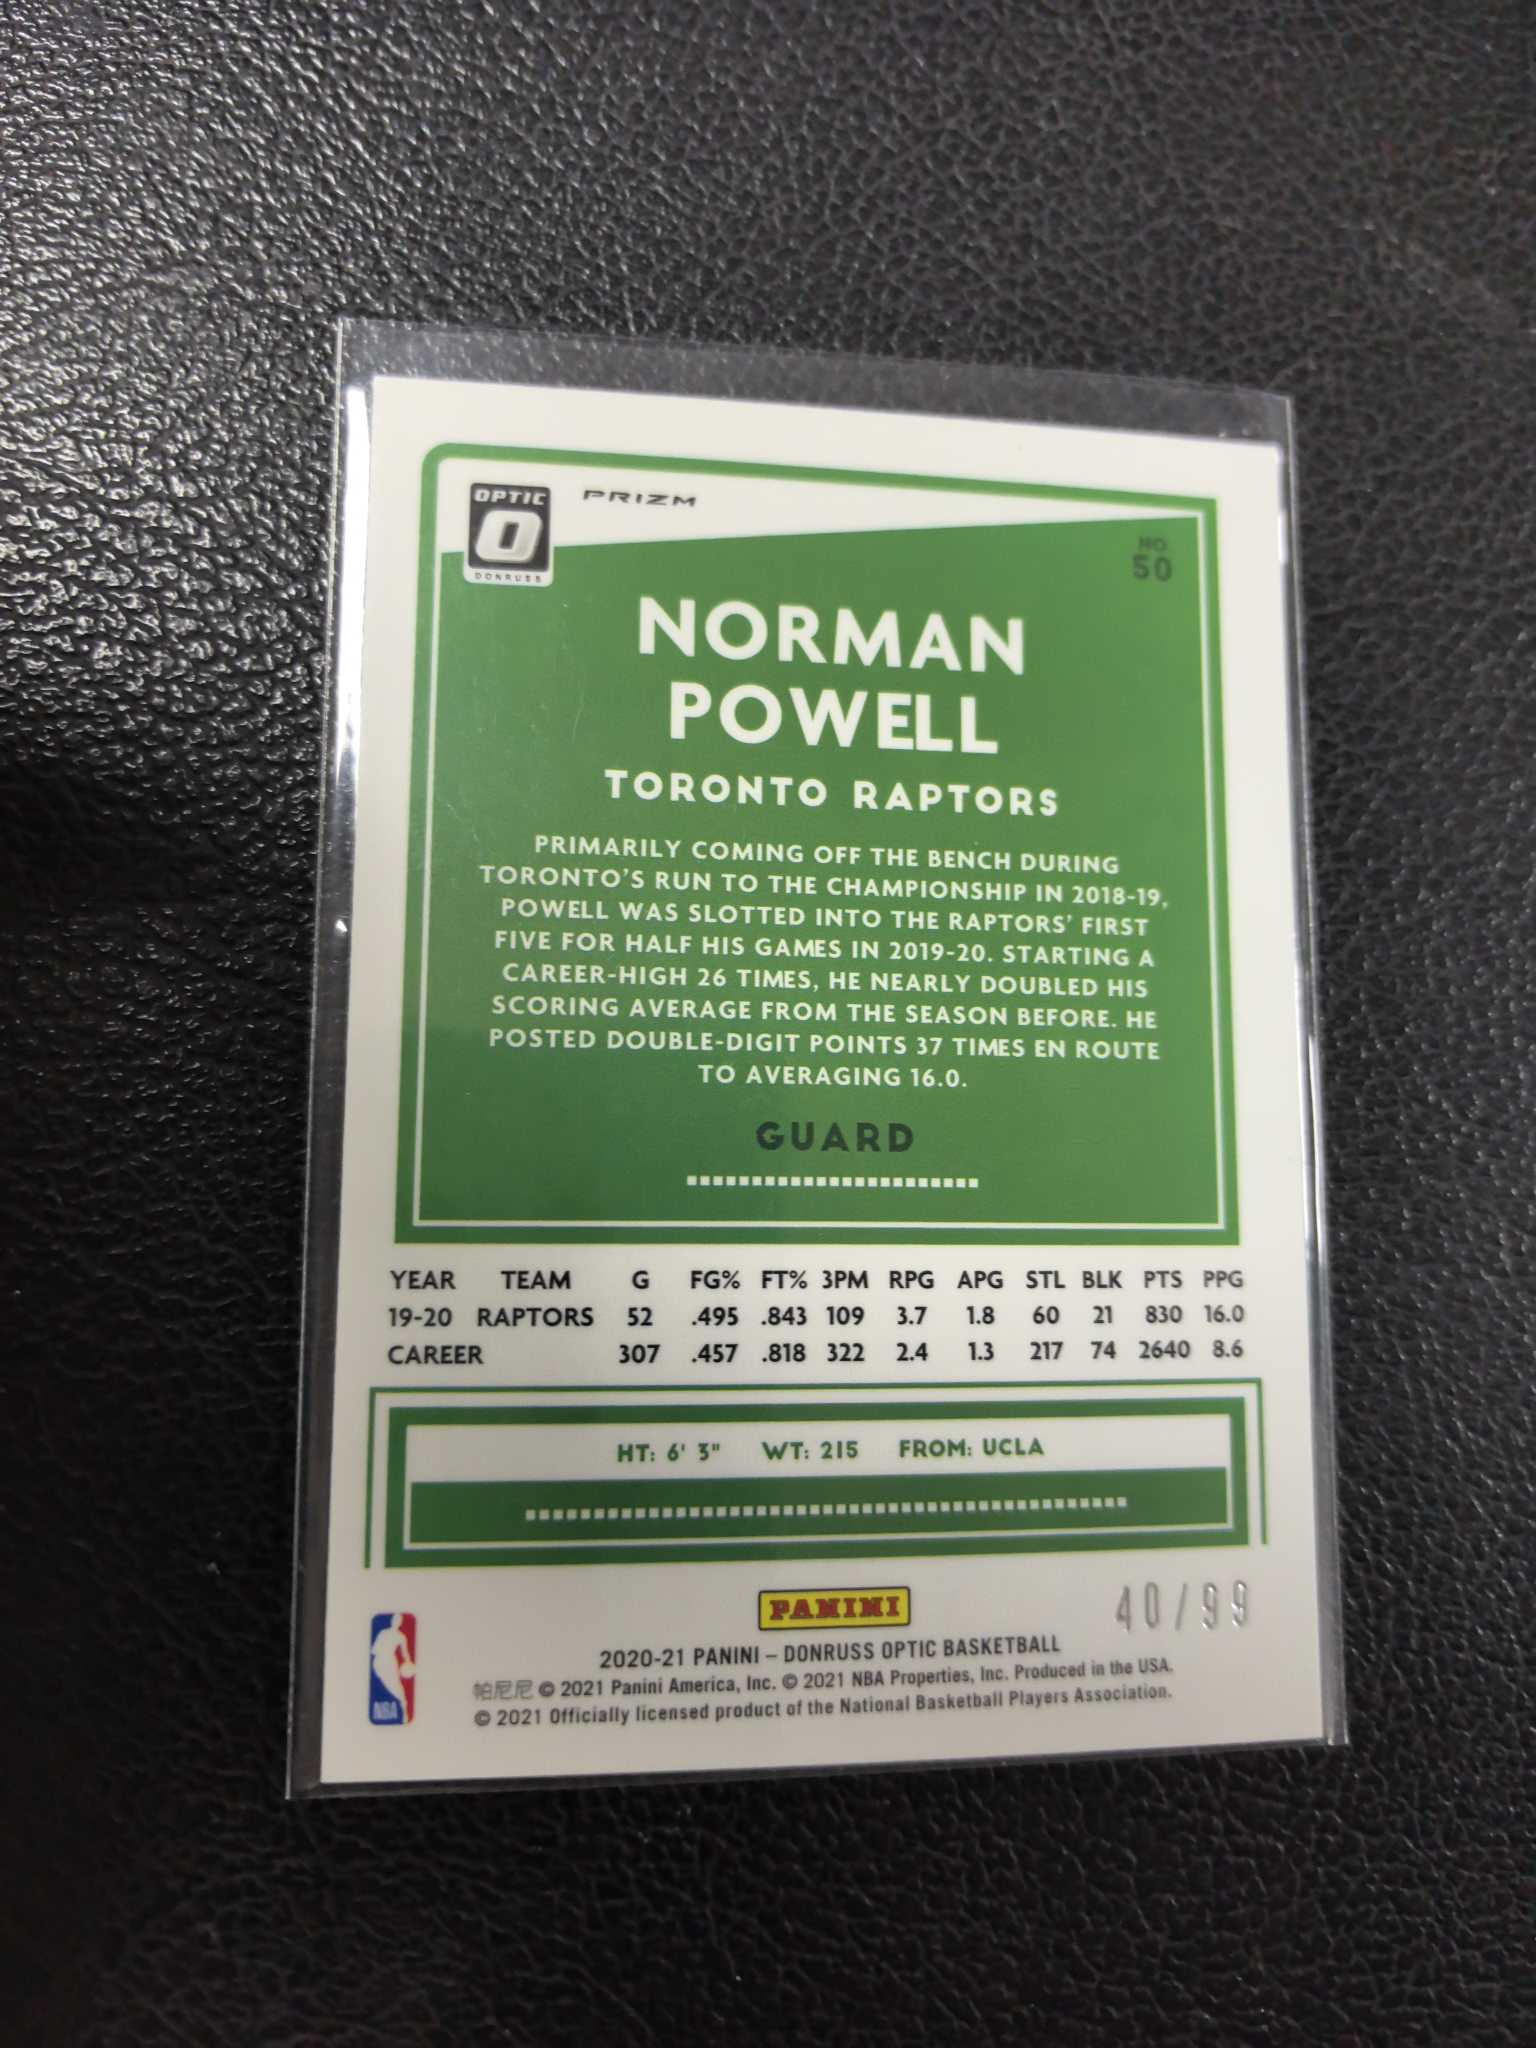 OPTIC
DONRUSS
PRIZM
NO.
50
NORMAN
POWELL
TORONTO RAPTORS
PRIMARILY COMING OFF THE BENCH DURING
TORONTO'S RUN TO THE CHAMPIONSHIP IN 2018-19,
POWELL WAS SLOTTED INTO THE RAPTORS' FIRST
FIVE FOR HALF HIS GAMES IN 2019-20. STARTING A
CAREER-HIGH 26 TIMES, HE NEARLY DOUBLED HIS
SCORING AVERAGE FROM THE SEASON BEFORE. HE
POSTED DOUBLE-DIGIT POINTS 37 TIMES EN ROUTE
TO AVERAGING 16.0.
GUARD
YEAR TEAM G FG% FT% 3PM RPG APG STL BLK PTS PPG
19-20 RAPTORS 52 .495 .843 109 3.7 1.8 60 21 830 16.0
CAREER 307 .457 .818 322 2.4 1.3 217 74 2640 8.6
HT: 6' 3" WT: 215 FROM: UCLA
PANINI
40/99
2020-21 PANINI – DONRUSS OPTIC BASKETBALL
帕尼尼 © 2021 Panini America, Inc. © 2021 NBA Properties, Inc. Produced in the USA.
© 2021 Officially licensed product of the National Basketball Players Association.
NBA